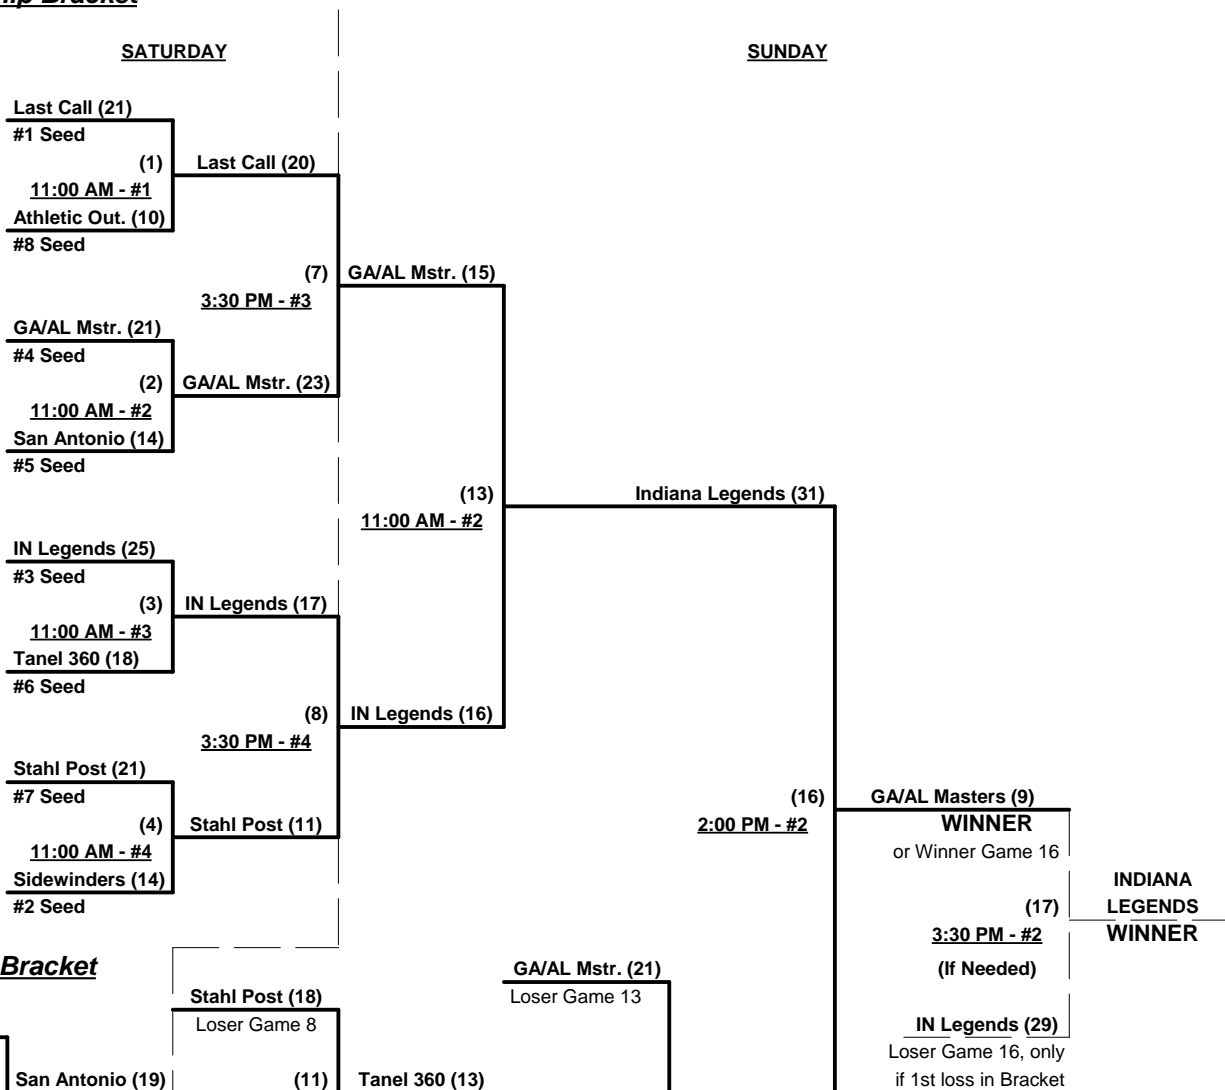 Bracket
SATURDAY
SUNDAY
Last Call (21)
#1 Seed
(1)
Last Call (20)
11:00 AM - #1
Athletic Out. (10)
#8 Seed
(7)
GA/AL Mstr. (15)
3:30 PM - #3
GA/AL Mstr. (21)
#4 Seed
(2)
GA/AL Mstr. (23)
11:00 AM - #2
San Antonio (14)
#5 Seed
(13)
Indiana Legends (31)
11:00 AM - #2
IN Legends (25)
#3 Seed
(3)
IN Legends (17)
11:00 AM - #3
Tanel 360 (18)
#6 Seed
(8)
IN Legends (16)
3:30 PM - #4
Stahl Post (21)
#7 Seed
(16)
GA/AL Masters (9)
(4)
Stahl Post (11)
2:00 PM - #2
WINNER
11:00 AM - #4
or Winner Game 16
Sidewinders (14)
#2 Seed
INDIANA
LEGENDS
WINNER
(17)
3:30 PM - #2
(If Needed)
Bracket
GA/AL Mstr. (21)
Loser Game 13
Stahl Post (18)
Loser Game 8
IN Legends (29)
Loser Game 16, only
if 1st loss in Bracket
San Antonio (19)
(11)
Tanel 360 (13)